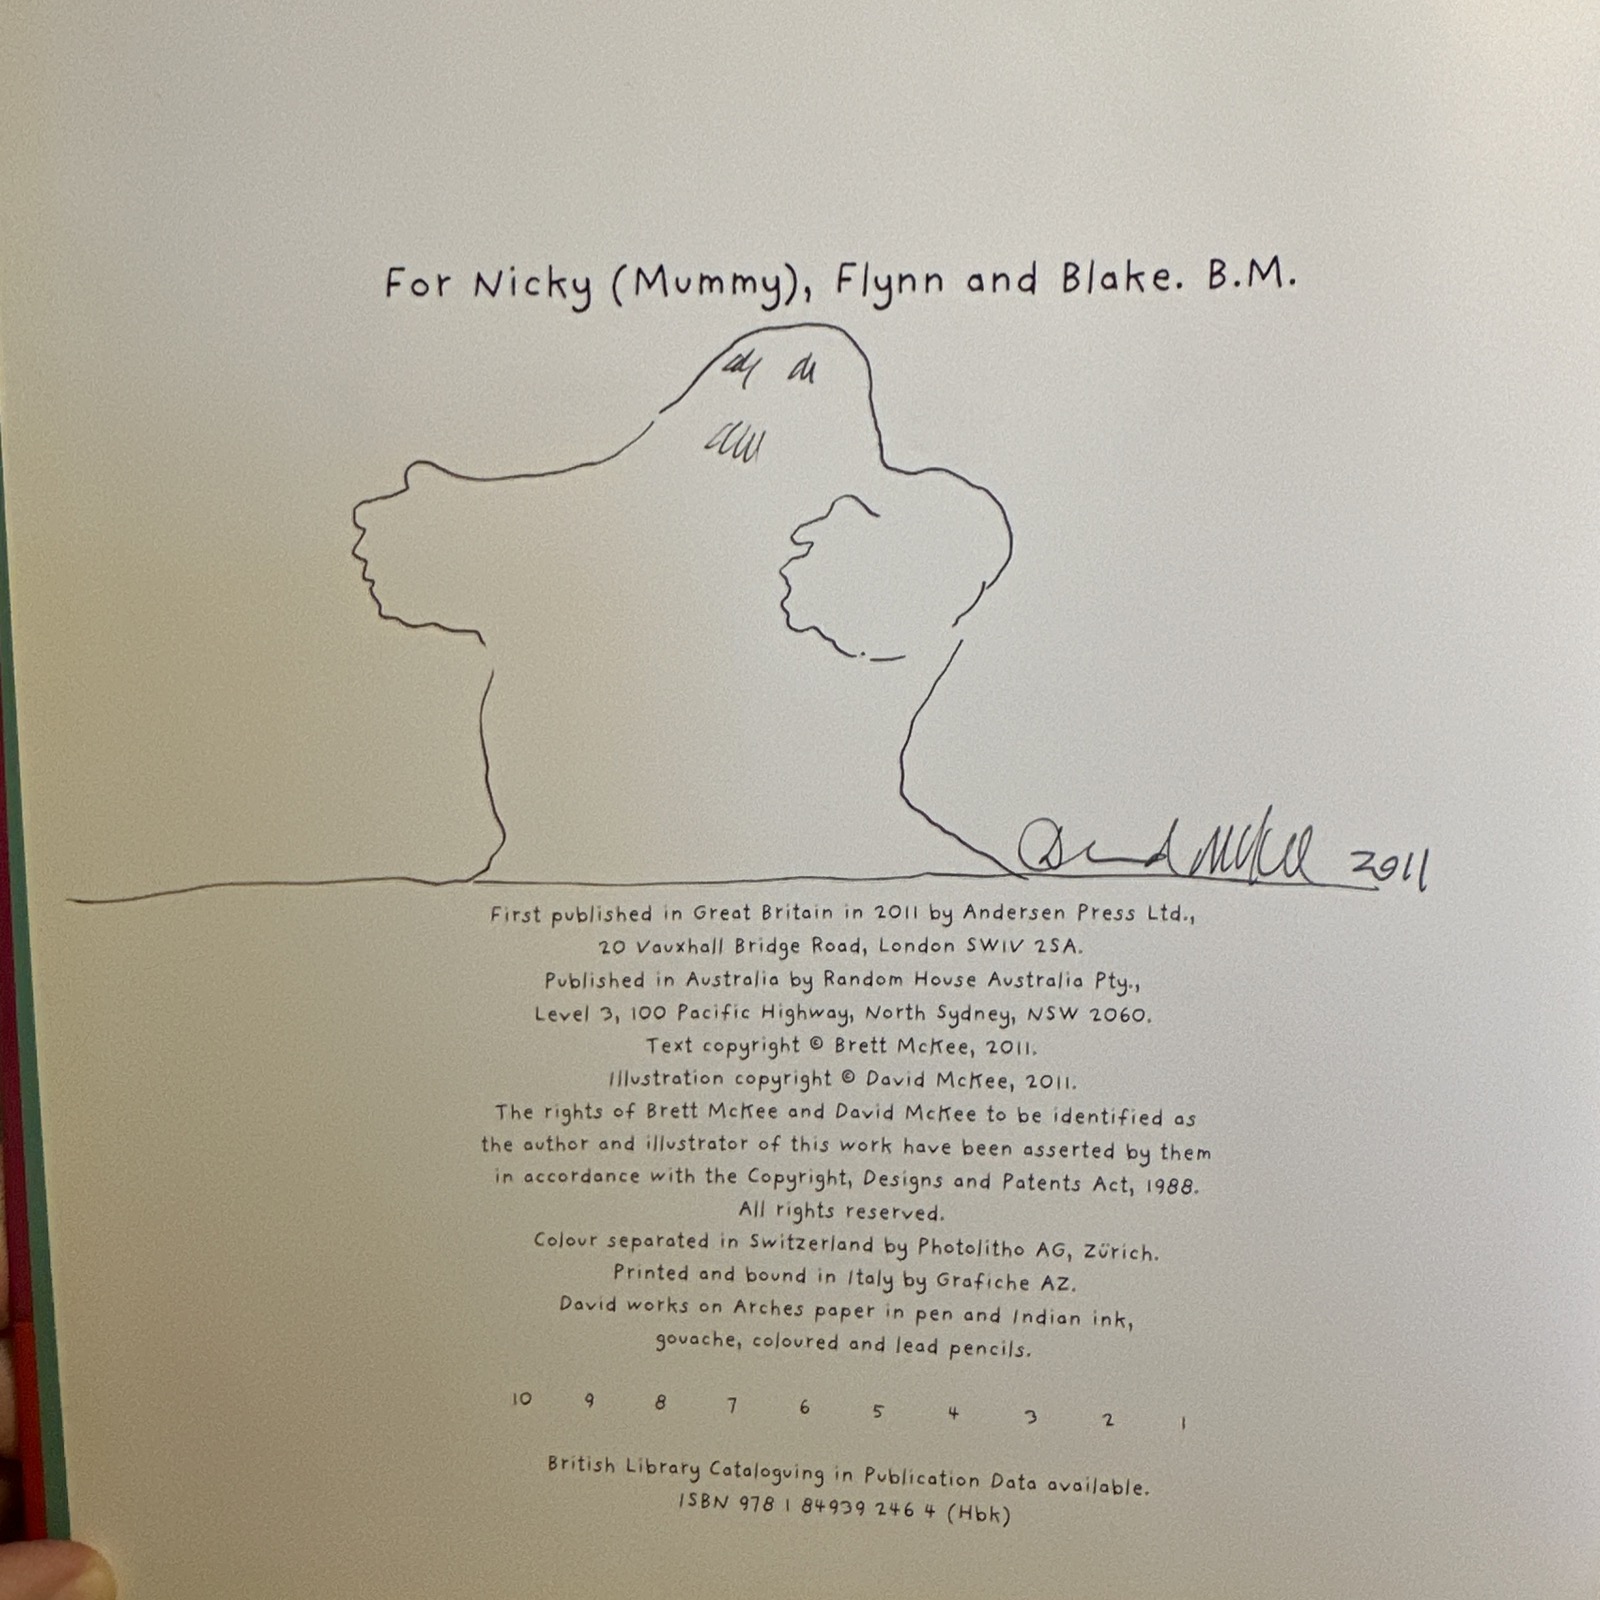 For Nicky (Mummy), Flynn and Blake. B.M.
David McKee 2011
First published in Great Britain in 2011 by Andersen Press Ltd.,
20 Vauxhall Bridge Road, London SW1V 2SA.
Published in Australia by Random House Australia Pty.,
Level 3, 100 Pacific Highway, North Sydney, NSW 2060.
Text copyright © Brett McKee, 2011.
Illustration copyright © David McKee, 2011.
The rights of Brett McKee and David McKee to be identified as
the author and illustrator of this work have been asserted by them
in accordance with the Copyright, Designs and Patents Act, 1988.
All rights reserved.
Colour separated in Switzerland by Photolitho AG, Zürich.
Printed and bound in Italy by Grafiche AZ.
David works on Arches paper in pen and Indian ink,
gouache, coloured and lead pencils.
10 9 8 7 6 5 4 3 2 1
British Library Cataloguing in Publication Data available.
ISBN 978 1 84939 246 4 (Hbk)